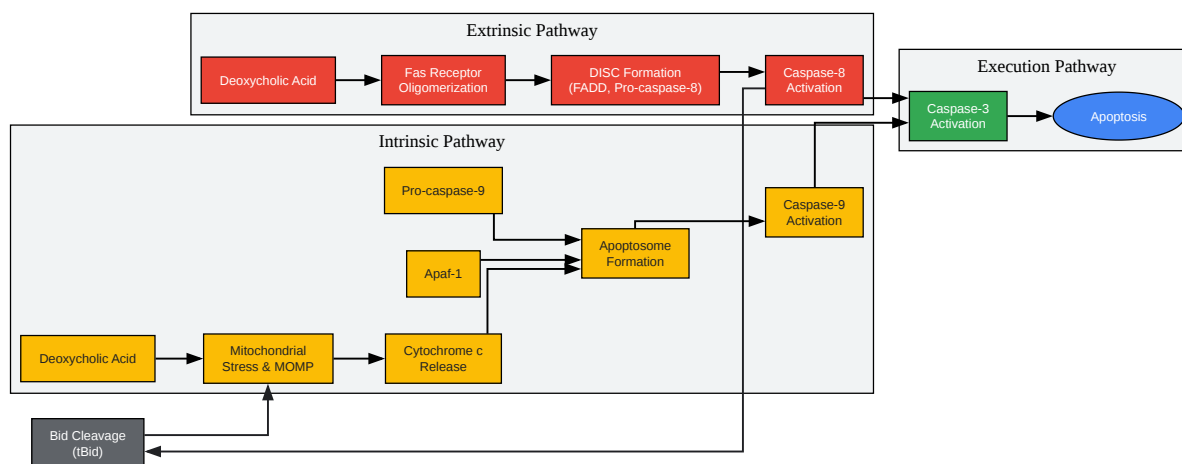 Extrinsic Pathway
Deoxycholic Acid
Fas Receptor
Oligomerization
DISC Formation
(FADD, Pro-caspase-8)
Caspase-8
Activation
Execution Pathway
Caspase-3
Activation
Apoptosis
Intrinsic Pathway
Pro-caspase-9
Caspase-9
Activation
Apoptosome
Formation
Apaf-1
Deoxycholic Acid
Mitochondrial
Stress & MOMP
Cytochrome c
Release
Bid Cleavage
(tBid)